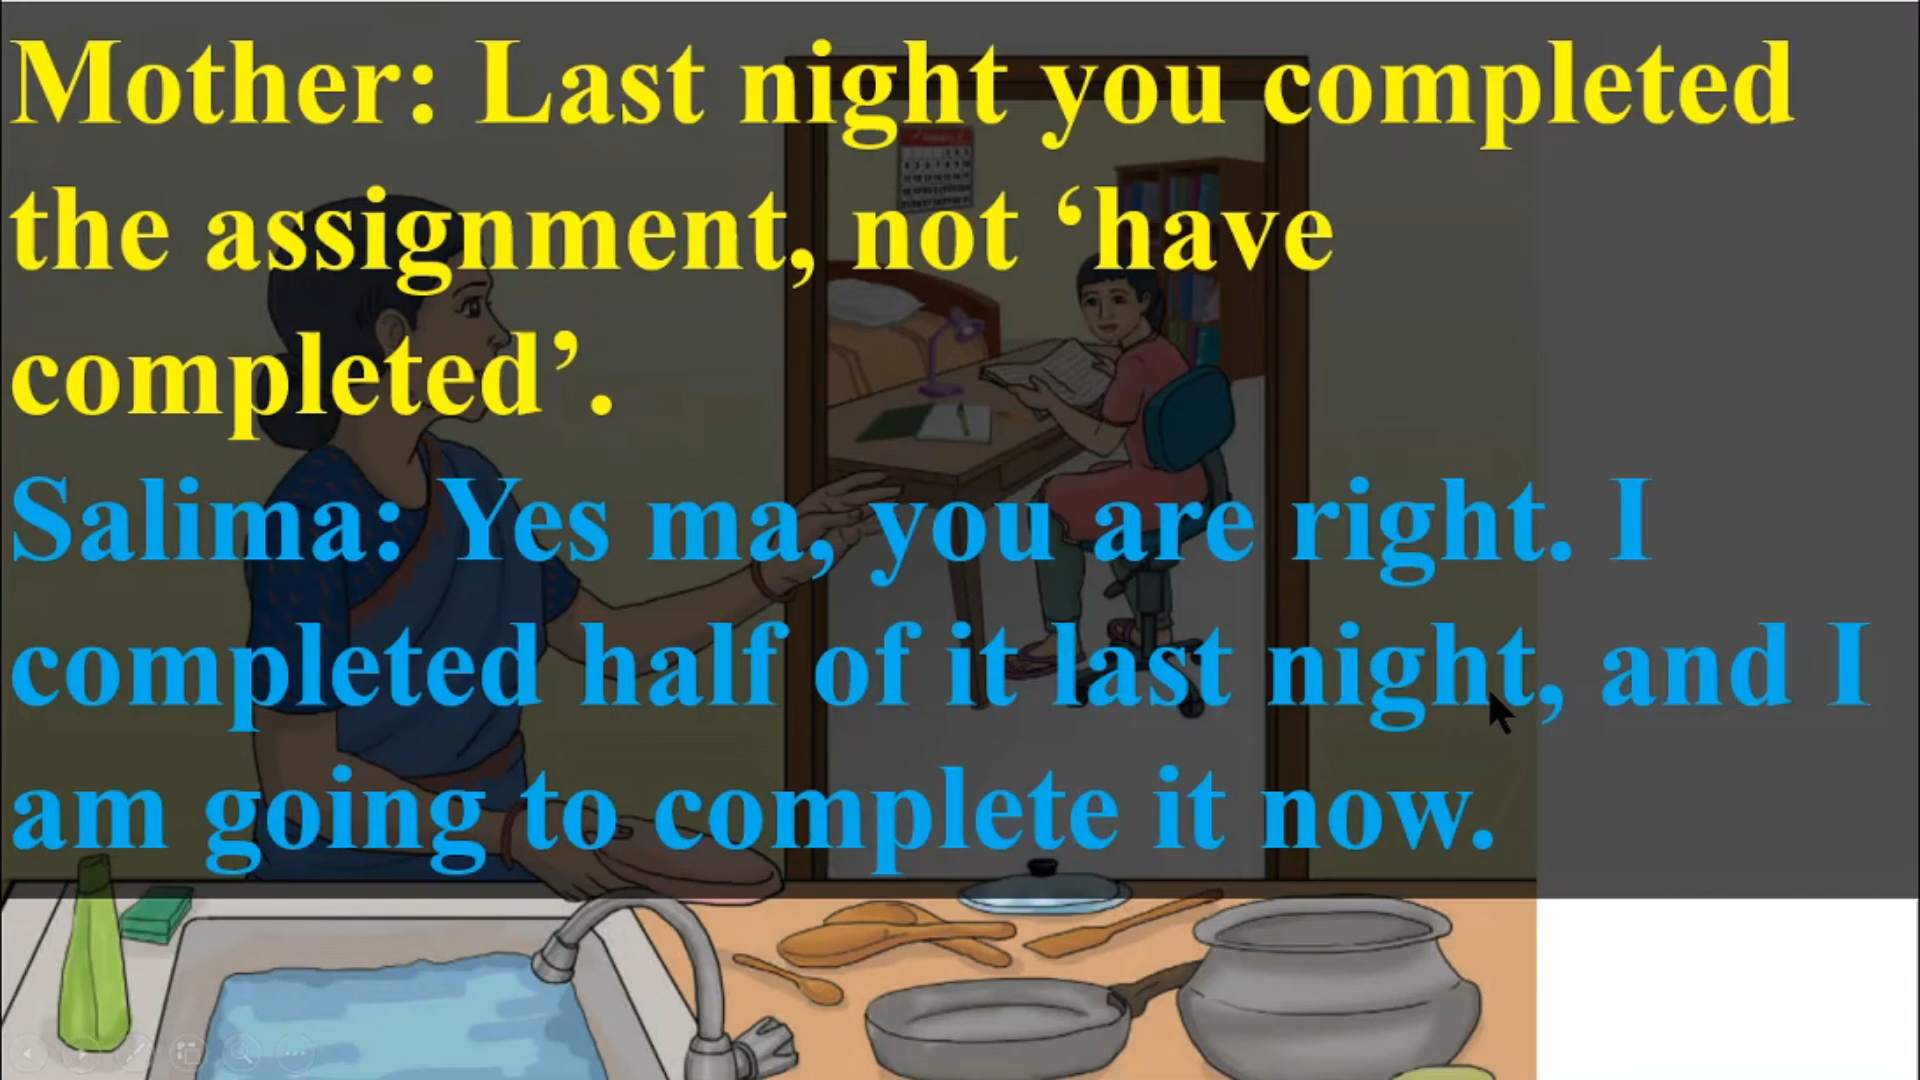 Mother: Last night you completed
the assignment, not ‘have
completed’.
Salima: Yes ma, you are right. I
completed half of it last night, and I
am going to complete it now.